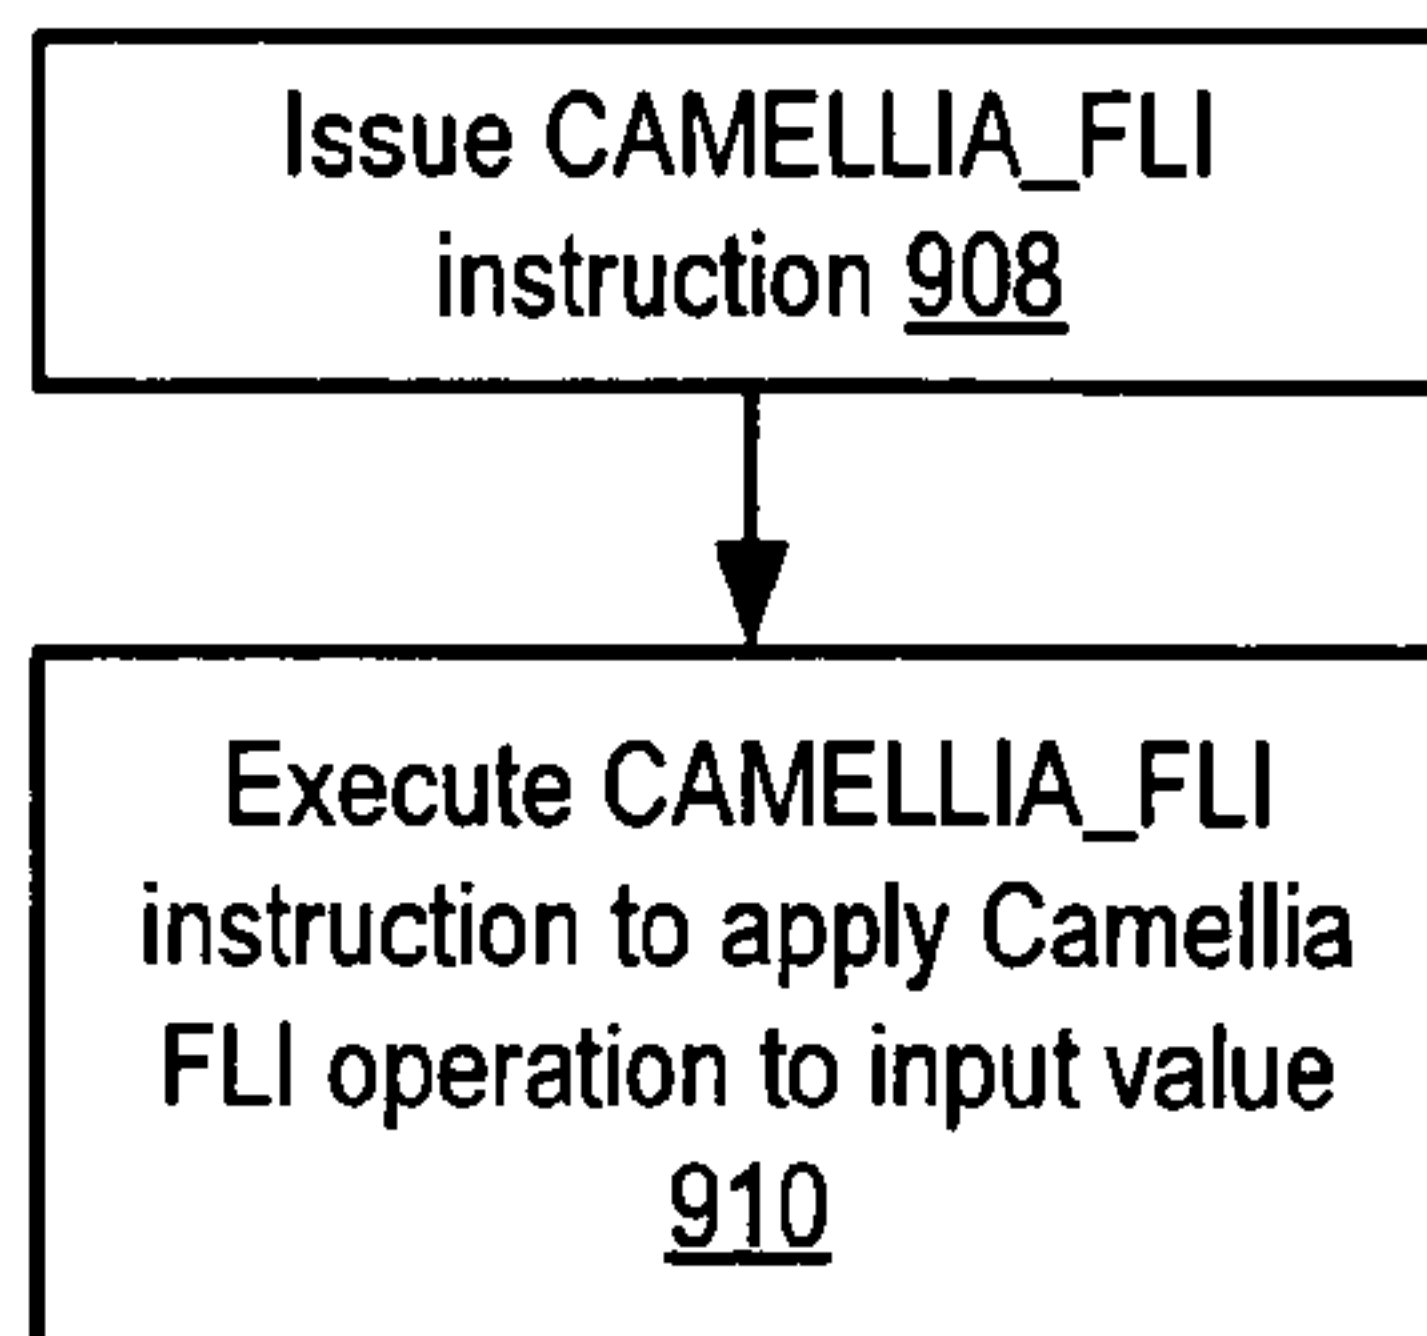 Issue CAMELLIA_FLI
instruction 908
Execute CAMELLIA_FLI
instruction to apply Camellia
FLI operation to input value
910